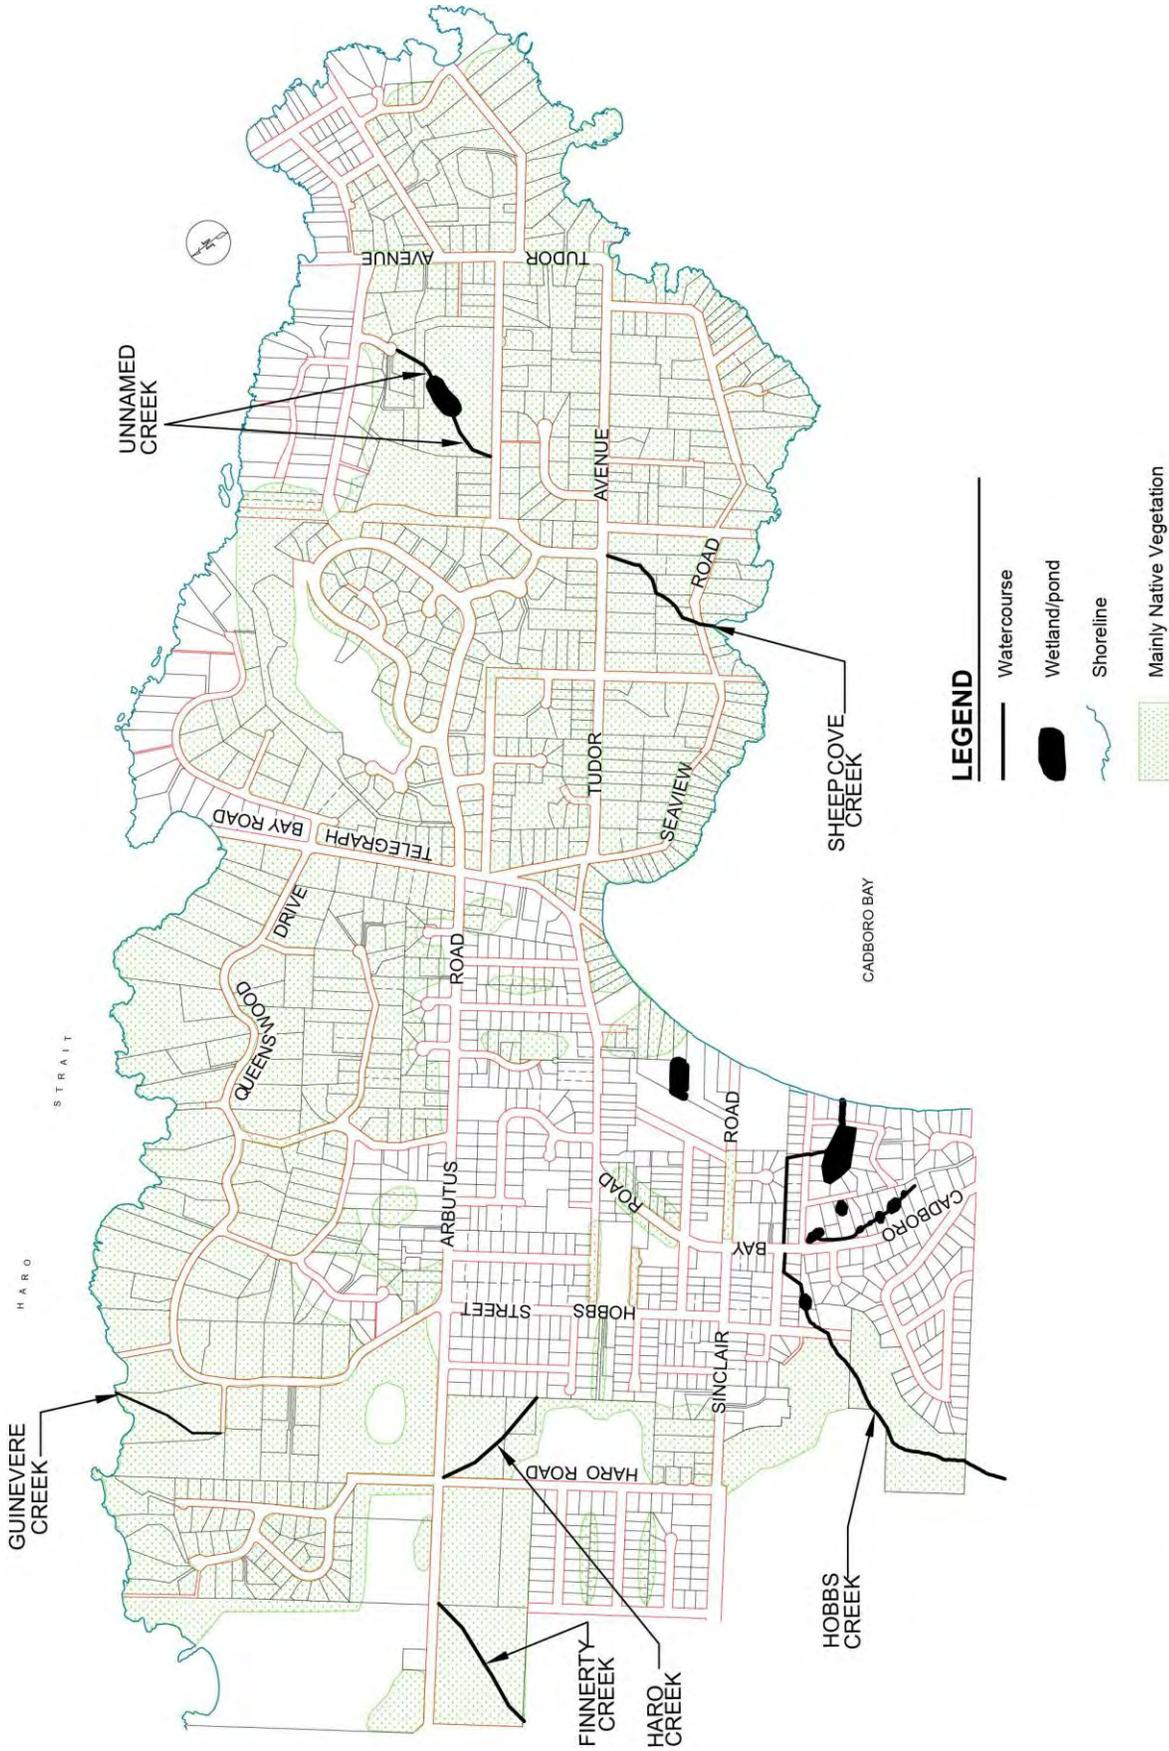 GUINEVERE
CREEK
HARO
STRAIT
UNNAMED
CREEK
QUEENSWOOD
DRIVE
TELEGRAPH
BAY ROAD
TUDOR
AVENUE
ARBUTUS
ROAD
HARO ROAD
HOBBS
STREET
SINCLAIR
ROAD
CADBORO
BAY
ROAD
TUDOR
AVENUE
SEAVIEW
ROAD
FINNERTY
CREEK
HARO
CREEK
HOBBS
CREEK
CADBORO BAY
SHEEP COVE
CREEK
LEGEND
Watercourse
Wetland/pond
Shoreline
Mainly Native Vegetation